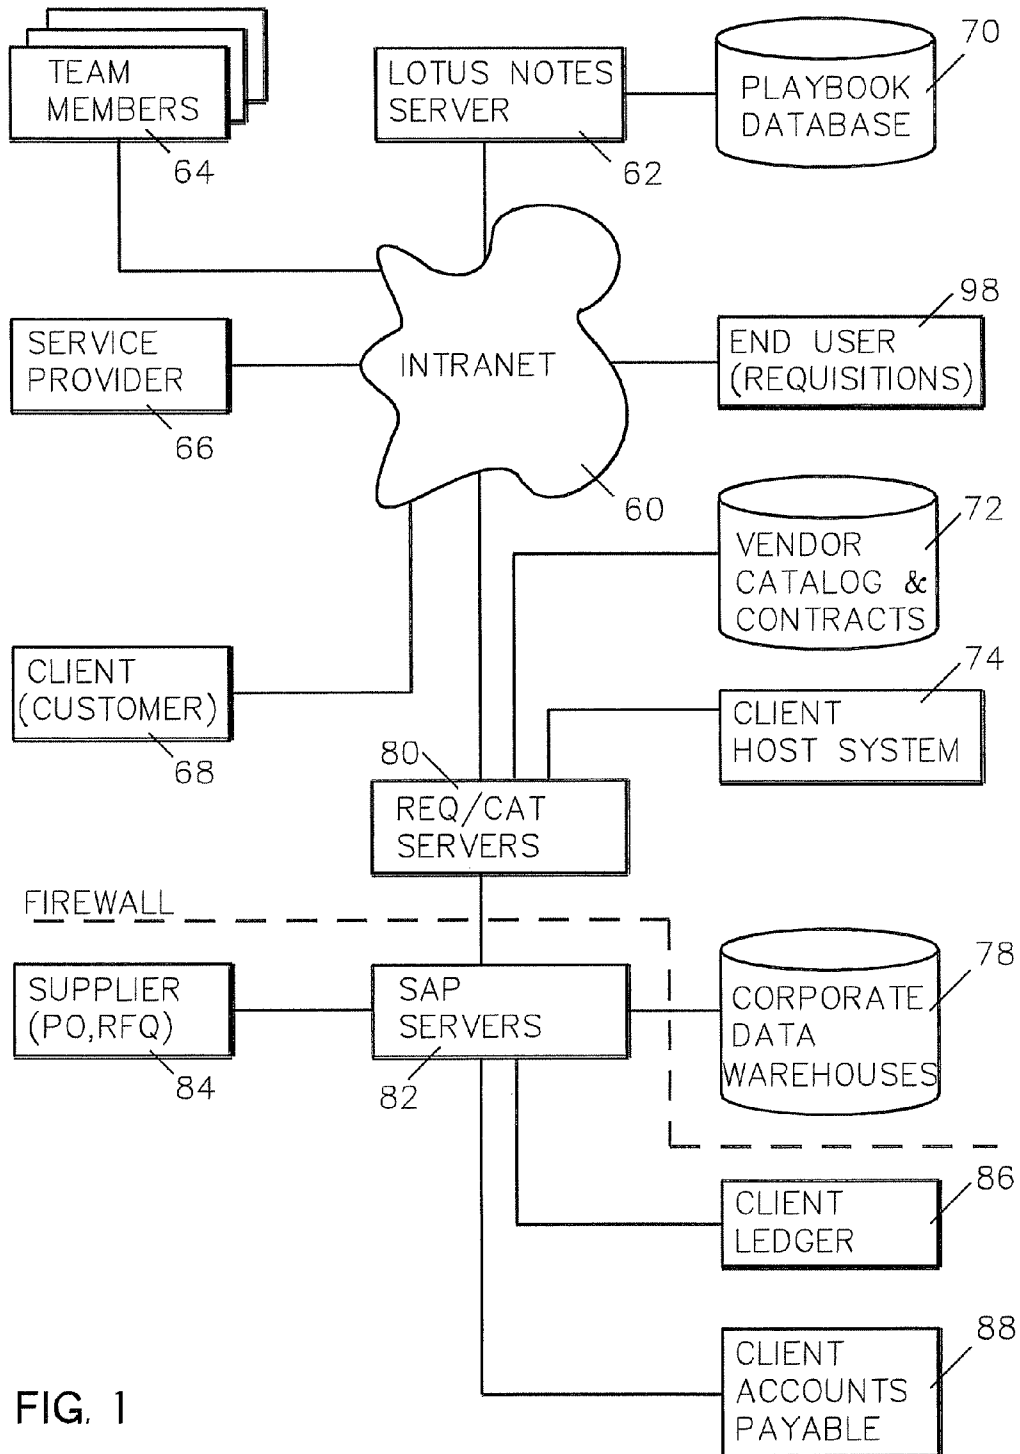 TEAM
MEMBERS
64
LOTUS NOTES
SERVER
62
70
PLAYBOOK
DATABASE
SERVICE
PROVIDER
66
INTRANET
60
98
END USER
(REQUISITIONS)
72
VENDOR
CATALOG &
CONTRACTS
CLIENT
(CUSTOMER)
68
74
CLIENT
HOST SYSTEM
80
REQ/CAT
SERVERS
FIREWALL
SUPPLIER
(PO,RFQ)
84
SAP
SERVERS
82
78
CORPORATE
DATA
WAREHOUSES
86
CLIENT
LEDGER
88
CLIENT
ACCOUNTS
PAYABLE
FIG. 1